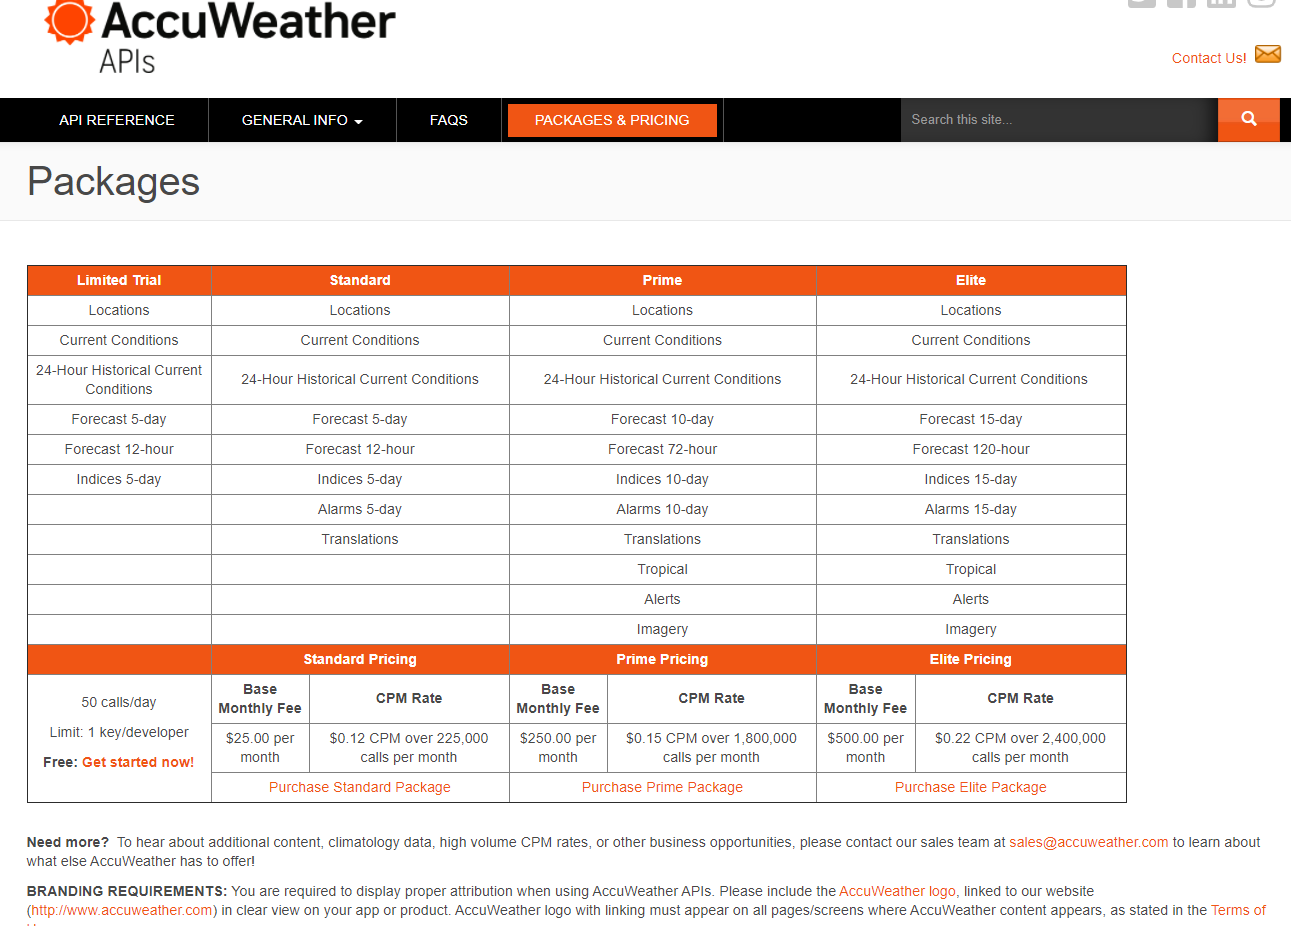 AccuWeather
APIs
Contact Us!
API REFERENCE
GENERAL INFO
FAQS
PACKAGES & PRICING
Search this site...
Packages
Limited Trial Standard Prime Elite
Locations Locations Locations Locations
Current Conditions Current Conditions Current Conditions Current Conditions
24-Hour Historical Current
Conditions
24-Hour Historical Current Conditions 24-Hour Historical Current Conditions 24-Hour Historical Current Conditions
Forecast 5-day Forecast 5-day Forecast 10-day Forecast 15-day
Forecast 12-hour Forecast 12-hour Forecast 72-hour Forecast 120-hour
Indices 5-day Indices 5-day Indices 10-day Indices 15-day
Alarms 5-day Alarms 10-day Alarms 15-day
Translations Translations Translations
Tropical Tropical
Alerts Alerts
Imagery Imagery
Standard Pricing Prime Pricing Elite Pricing
50 calls/day
Limit: 1 key/developer
Free: Get started now!
Base
Monthly Fee
CPM Rate
Base
Monthly Fee
CPM Rate
Base
Monthly Fee
CPM Rate
$25.00 per
month
$0.12 CPM over 225,000
calls per month
$250.00 per
month
$0.15 CPM over 1,800,000
calls per month
$500.00 per
month
$0.22 CPM over 2,400,000
calls per month
Purchase Standard Package Purchase Prime Package Purchase Elite Package
Need more? To hear about additional content, climatology data, high volume CPM rates, or other business opportunities, please contact our sales team at sales@accuweather.com to learn about
what else AccuWeather has to offer!
BRANDING REQUIREMENTS: You are required to display proper attribution when using AccuWeather APIs. Please include the AccuWeather logo, linked to our website
(http://www.accuweather.com) in clear view on your app or product. AccuWeather logo with linking must appear on all pages/screens where AccuWeather content appears, as stated in the Terms of